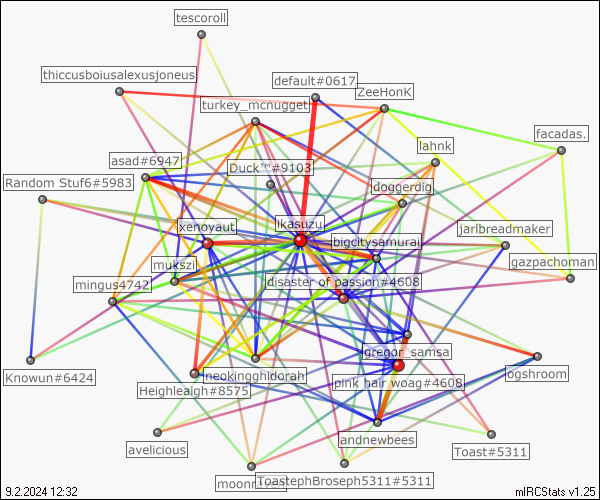 tescoroll
thiccusboiusalexusjoneus
default#0617
ZeeHonK
turkey_mcnugget
facadas.
lahnk
asad#6947
Duck™#9103
Random Stuf6#5983
doggerdig
ikasuzu
xenoyaut
jarlbreadmaker
bigcitysamurai
mukszi
gazpachoman
mingus4742
disaster of passion#4608
gregor_samsa
neokingghidorah
Knowun#6424
pink hair woag#4608
ogshroom
Heighleaigh#8575
andnewbees
avelicious
Toast#5311
ToastephBroseph5311#5311
9.2.2024 12:32
mIRCStats v1.25